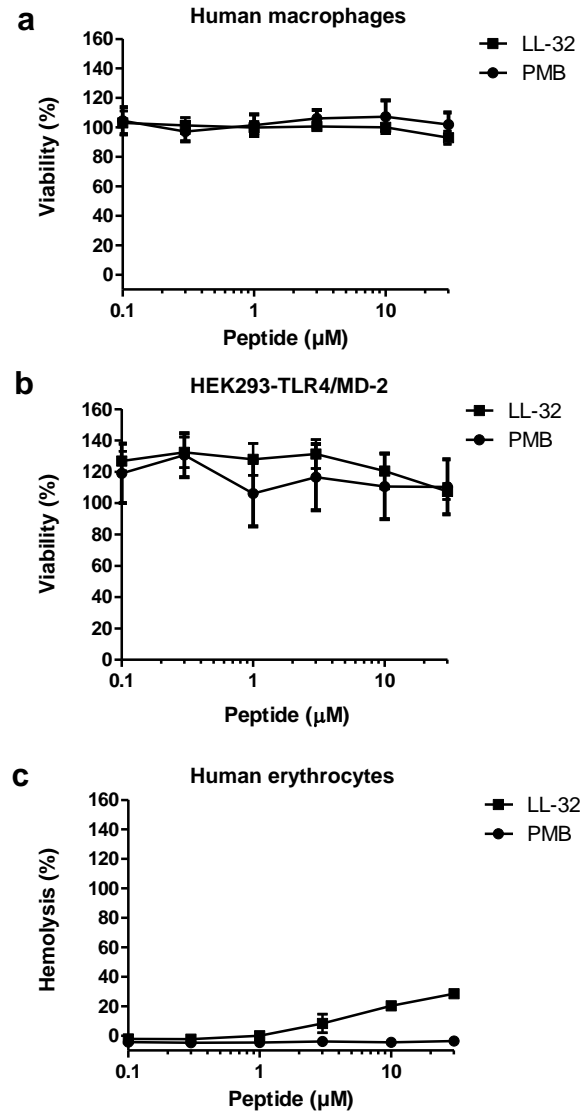 a
Human macrophages
LL-32
PMB
Viability (%)
160
140
120
100
80
60
40
20
0
0.1 1 10
Peptide (µM)
b
HEK293-TLR4/MD-2
LL-32
PMB
Viability (%)
160
140
120
100
80
60
40
20
0
0.1 1 10
Peptide (μM)
c
Human erythrocytes
LL-32
PMB
Hemolysis (%)
160
140
120
100
80
60
40
20
0
0.1 1 10
Peptide (µM)